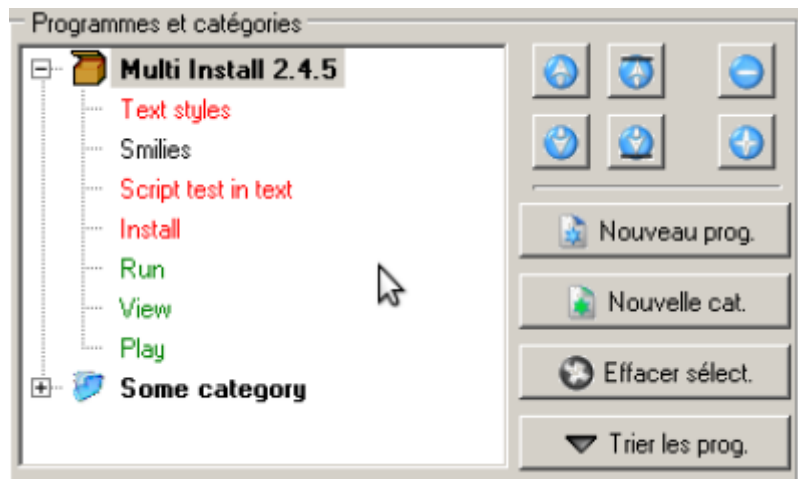 Programmes et catégories
Multi Install 2.4.5
Text styles
Smilies
Script test in text
Install
Run
View
Play
Some category
Nouveau prog.
Nouvelle cat.
Effacer sélect.
Trier les prog.